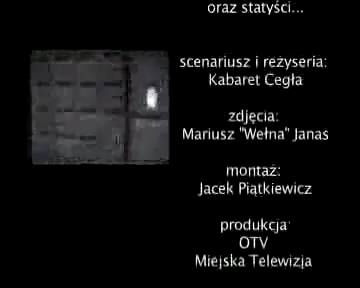 oraz statyści...
scenariusz i reżyseria:
Kabaret Cegła
zdjęcia:
Mariusz "Wełna" Janas
montaż:
Jacek Piątkiewicz
produkcja:
OTV
Miejska Telewizja